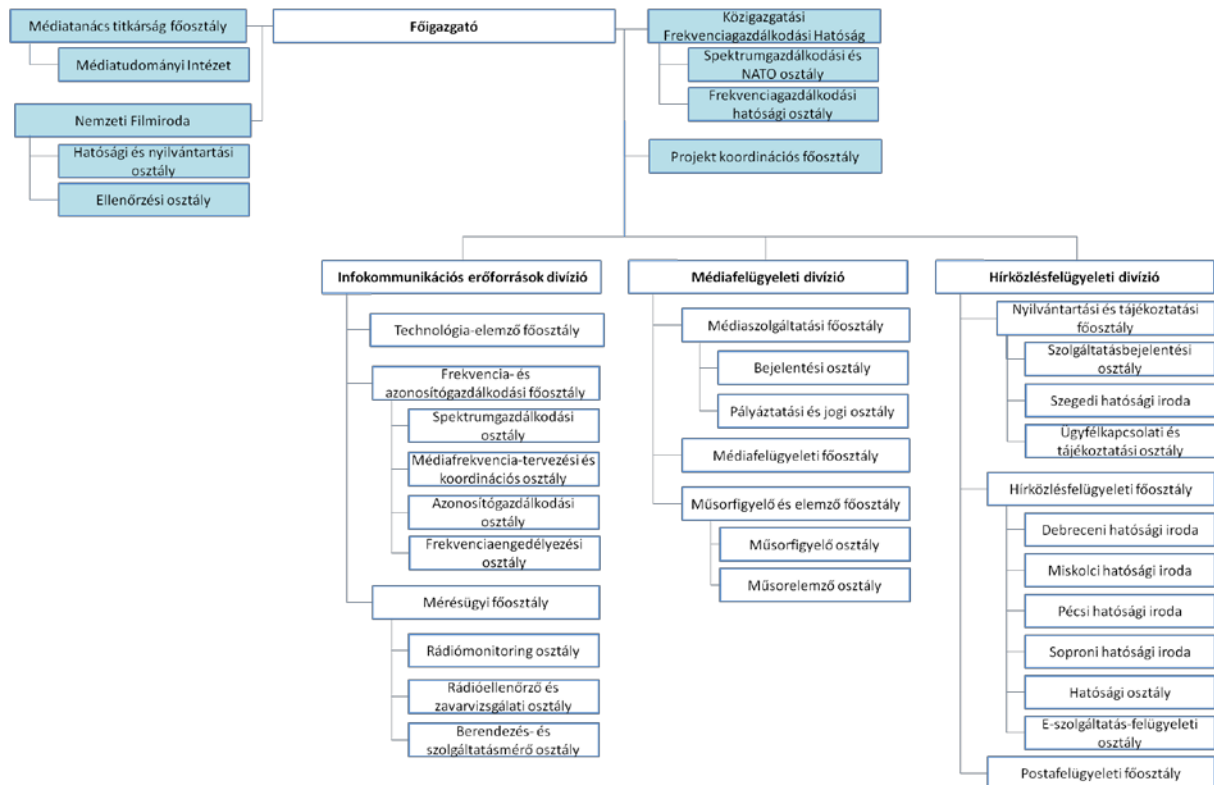 Médiatanács titkárság főosztály
Médiatudományi Intézet
Nemzeti Filmiroda
Hatósági és nyilvántartási
osztály
Ellenőrzési osztály
Főigazgató
Közigazgatási
Frekvenciagazdálkodási Hatóság
Spektrumgazdálkodási és
NATO osztály
Frekvenciagazdálkodási
hatósági osztály
Projekt koordinációs főosztály
Infokommunikációs erőforrások divízió
Technológia-elemző főosztály
Frekvencia- és
azonosítógazdálkodási főosztály
Spektrumgazdálkodási
osztály
Médiafrekvencia-tervezési és
koordinációs osztály
Azonosítógazdálkodási
osztály
Frekvenciaengedélyezési
osztály
Mérésügyi főosztály
Rádiómonitoring osztály
Rádióellenőrző és
zavarvizsgálati osztály
Berendezés- és
szolgáltatásmérő osztály
Médiafelügyeleti divízió
Médiaszolgáltatási főosztály
Bejelentési osztály
Pályáztatási és jogi osztály
Médiafelügyeleti főosztály
Műsorfigyelő és elemző főosztály
Műsorfigyelő osztály
Műsorelemző osztály
Hírközlésfelügyeleti divízió
Nyilvántartási és tájékoztatási
főosztály
Szolgáltatásbejelentési
osztály
Szegedi hatósági iroda
Ügyfélkapcsolati és
tájékoztatási osztály
Hírközlésfelügyeleti főosztály
Debreceni hatósági iroda
Miskolci hatósági iroda
Pécsi hatósági iroda
Soproni hatósági iroda
Hatósági osztály
E-szolgáltatás-felügyeleti
osztály
Postafelügyeleti főosztály